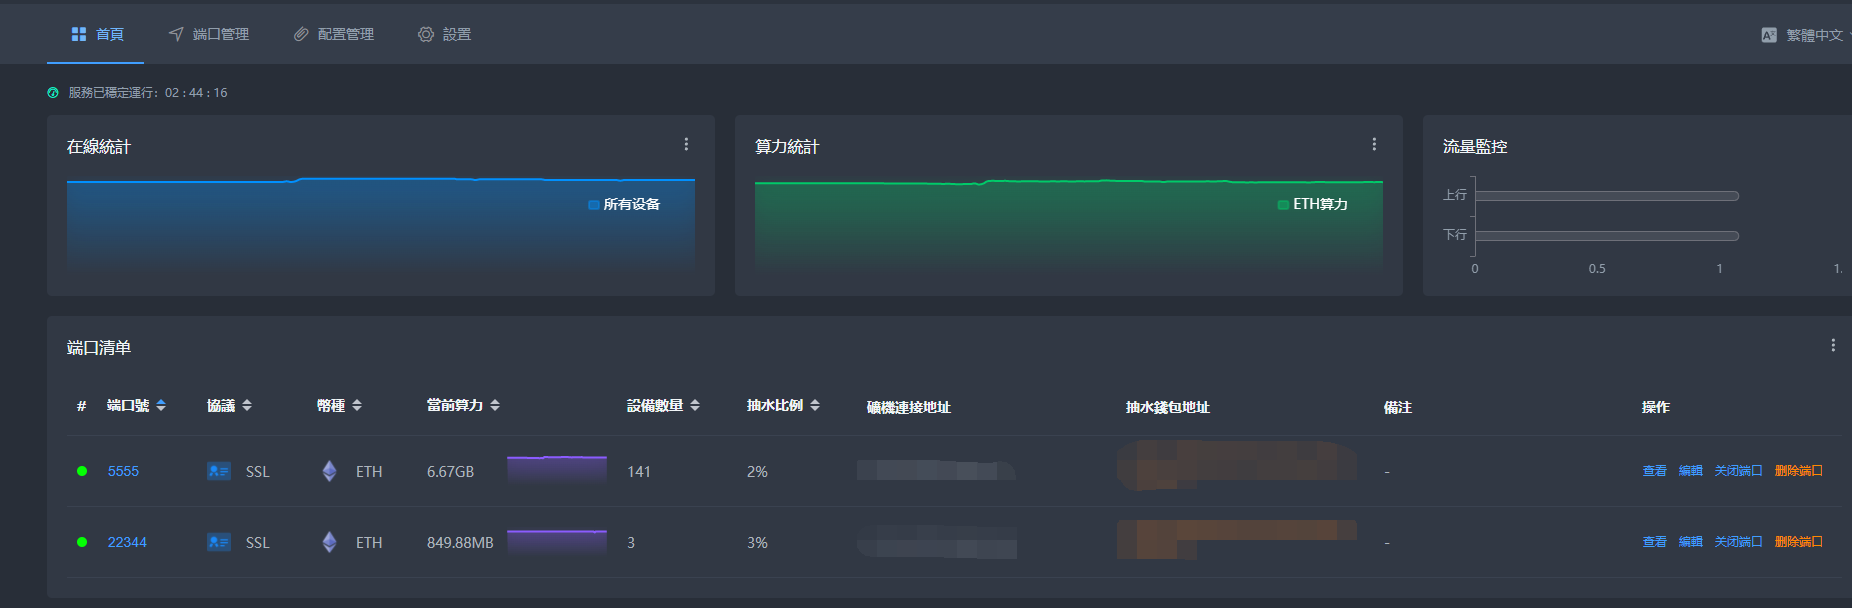 首頁 端口管理 配置管理 設置 繁體中文
服務已穩定運行：02 : 44 : 16
在線統計
所有设备
算力統計
ETH算力
流量監控
上行
下行
0 0.5 1 1.
端口清单
# 端口號 協議 幣種 當前算力 設備數量 抽水比例 礦機連接地址 抽水錢包地址 備注 操作
5555 SSL ETH 6.67GB 141 2% - 查看 編輯 关闭端口 删除端口
22344 SSL ETH 849.88MB 3 3% - 查看 編輯 关闭端口 删除端口